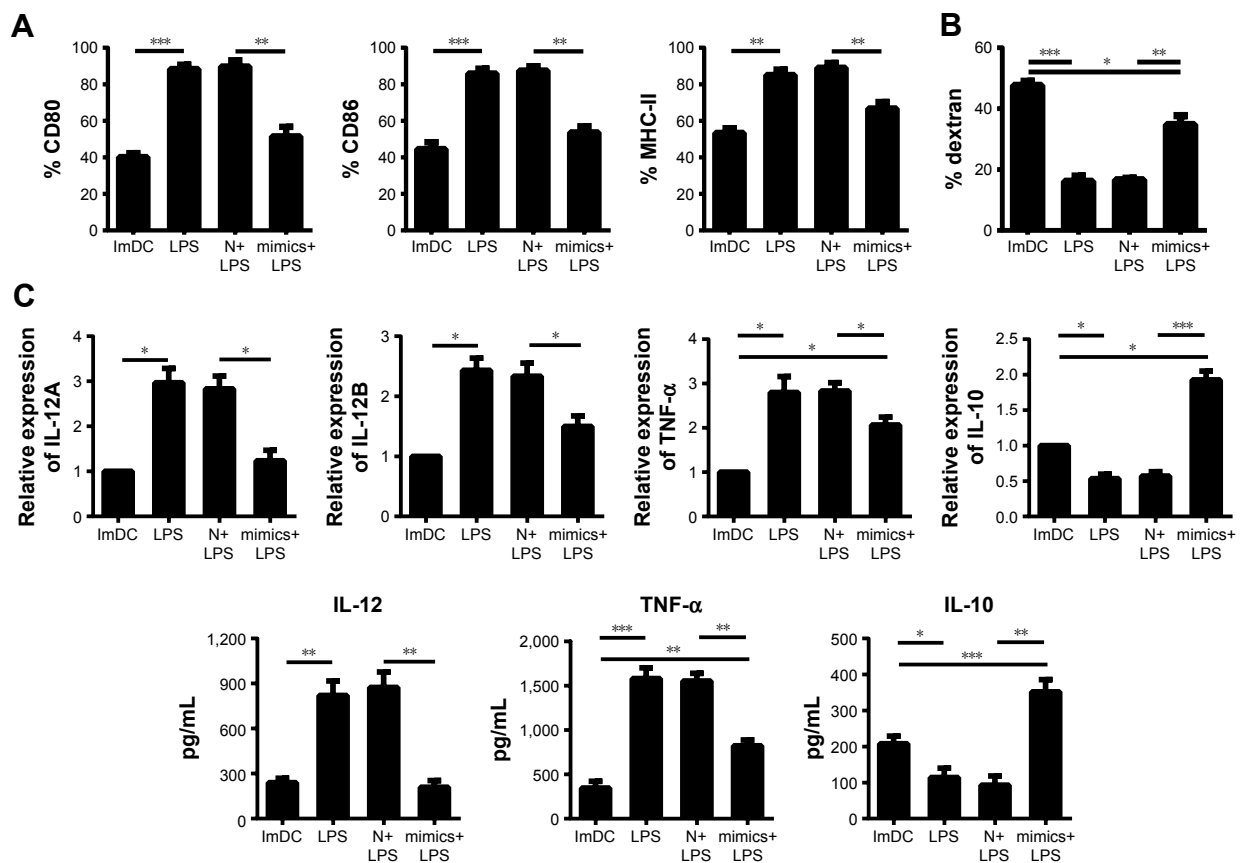 A
% CD80
100
80
60
40
20
0
***
**
ImDC
LPS
N+
LPS
mimics+
LPS
% CD86
100
80
60
40
20
0
***
**
ImDC
LPS
N+
LPS
mimics+
LPS
% MHC-II
100
80
60
40
20
0
**
**
ImDC
LPS
N+
LPS
mimics+
LPS
B
% dextran
60
40
20
0
***
**
*
ImDC
LPS
N+
LPS
mimics+
LPS
C
Relative expression
of IL-12A
4
3
2
1
0
*
*
ImDC
LPS
N+
LPS
mimics+
LPS
Relative expression
of IL-12B
3
2
1
0
*
*
ImDC
LPS
N+
LPS
mimics+
LPS
Relative expression
of TNF-α
4
3
2
1
0
*
*
*
ImDC
LPS
N+
LPS
mimics+
LPS
Relative expression
of IL-10
2.5
2.0
1.5
1.0
0.5
0.0
*
***
*
ImDC
LPS
N+
LPS
mimics+
LPS
IL-12
pg/mL
1,200
900
600
300
0
**
**
ImDC
LPS
N+
LPS
mimics+
LPS
TNF-α
pg/mL
2,000
1,500
1,000
500
0
***
**
**
ImDC
LPS
N+
LPS
mimics+
LPS
IL-10
pg/mL
500
400
300
200
100
0
*
**
***
ImDC
LPS
N+
LPS
mimics+
LPS